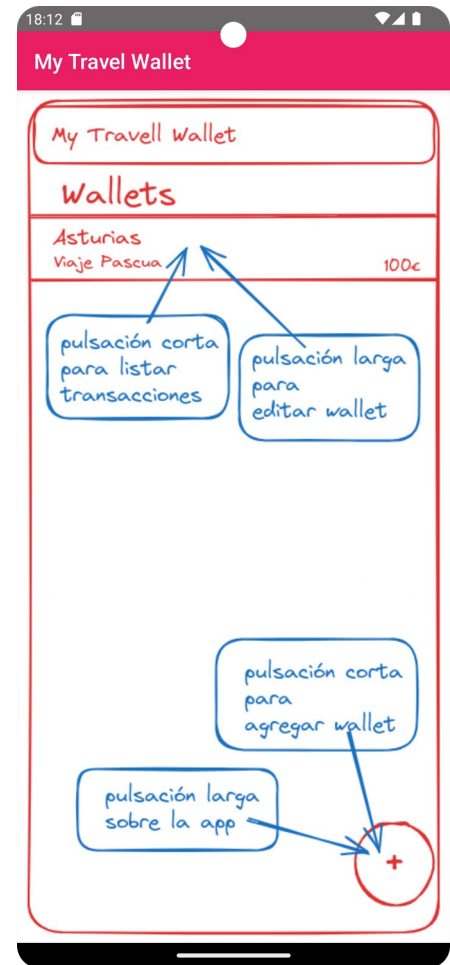 18:12
My Travel Wallet
My Travell Wallet
Wallets
Asturias
Viaje Pascua
100€
pulsación corta
para listar
transacciones
pulsación larga
para
editar wallet
pulsación corta
para
agregar wallet
pulsación larga
sobre la app
+